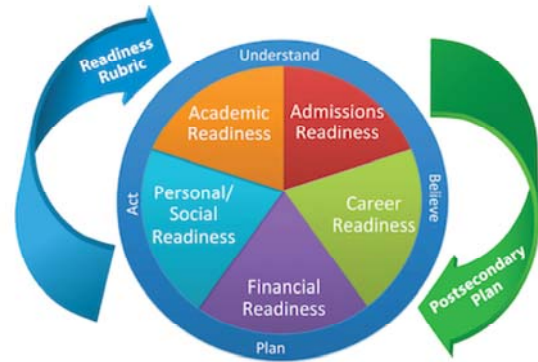 Readiness
Rubric
Understand
Academic
Readiness
Admissions
Readiness
Act
Personal/
Social
Readiness
Career
Readiness
Believe
Financial
Readiness
Plan
Postsecondary
Plan